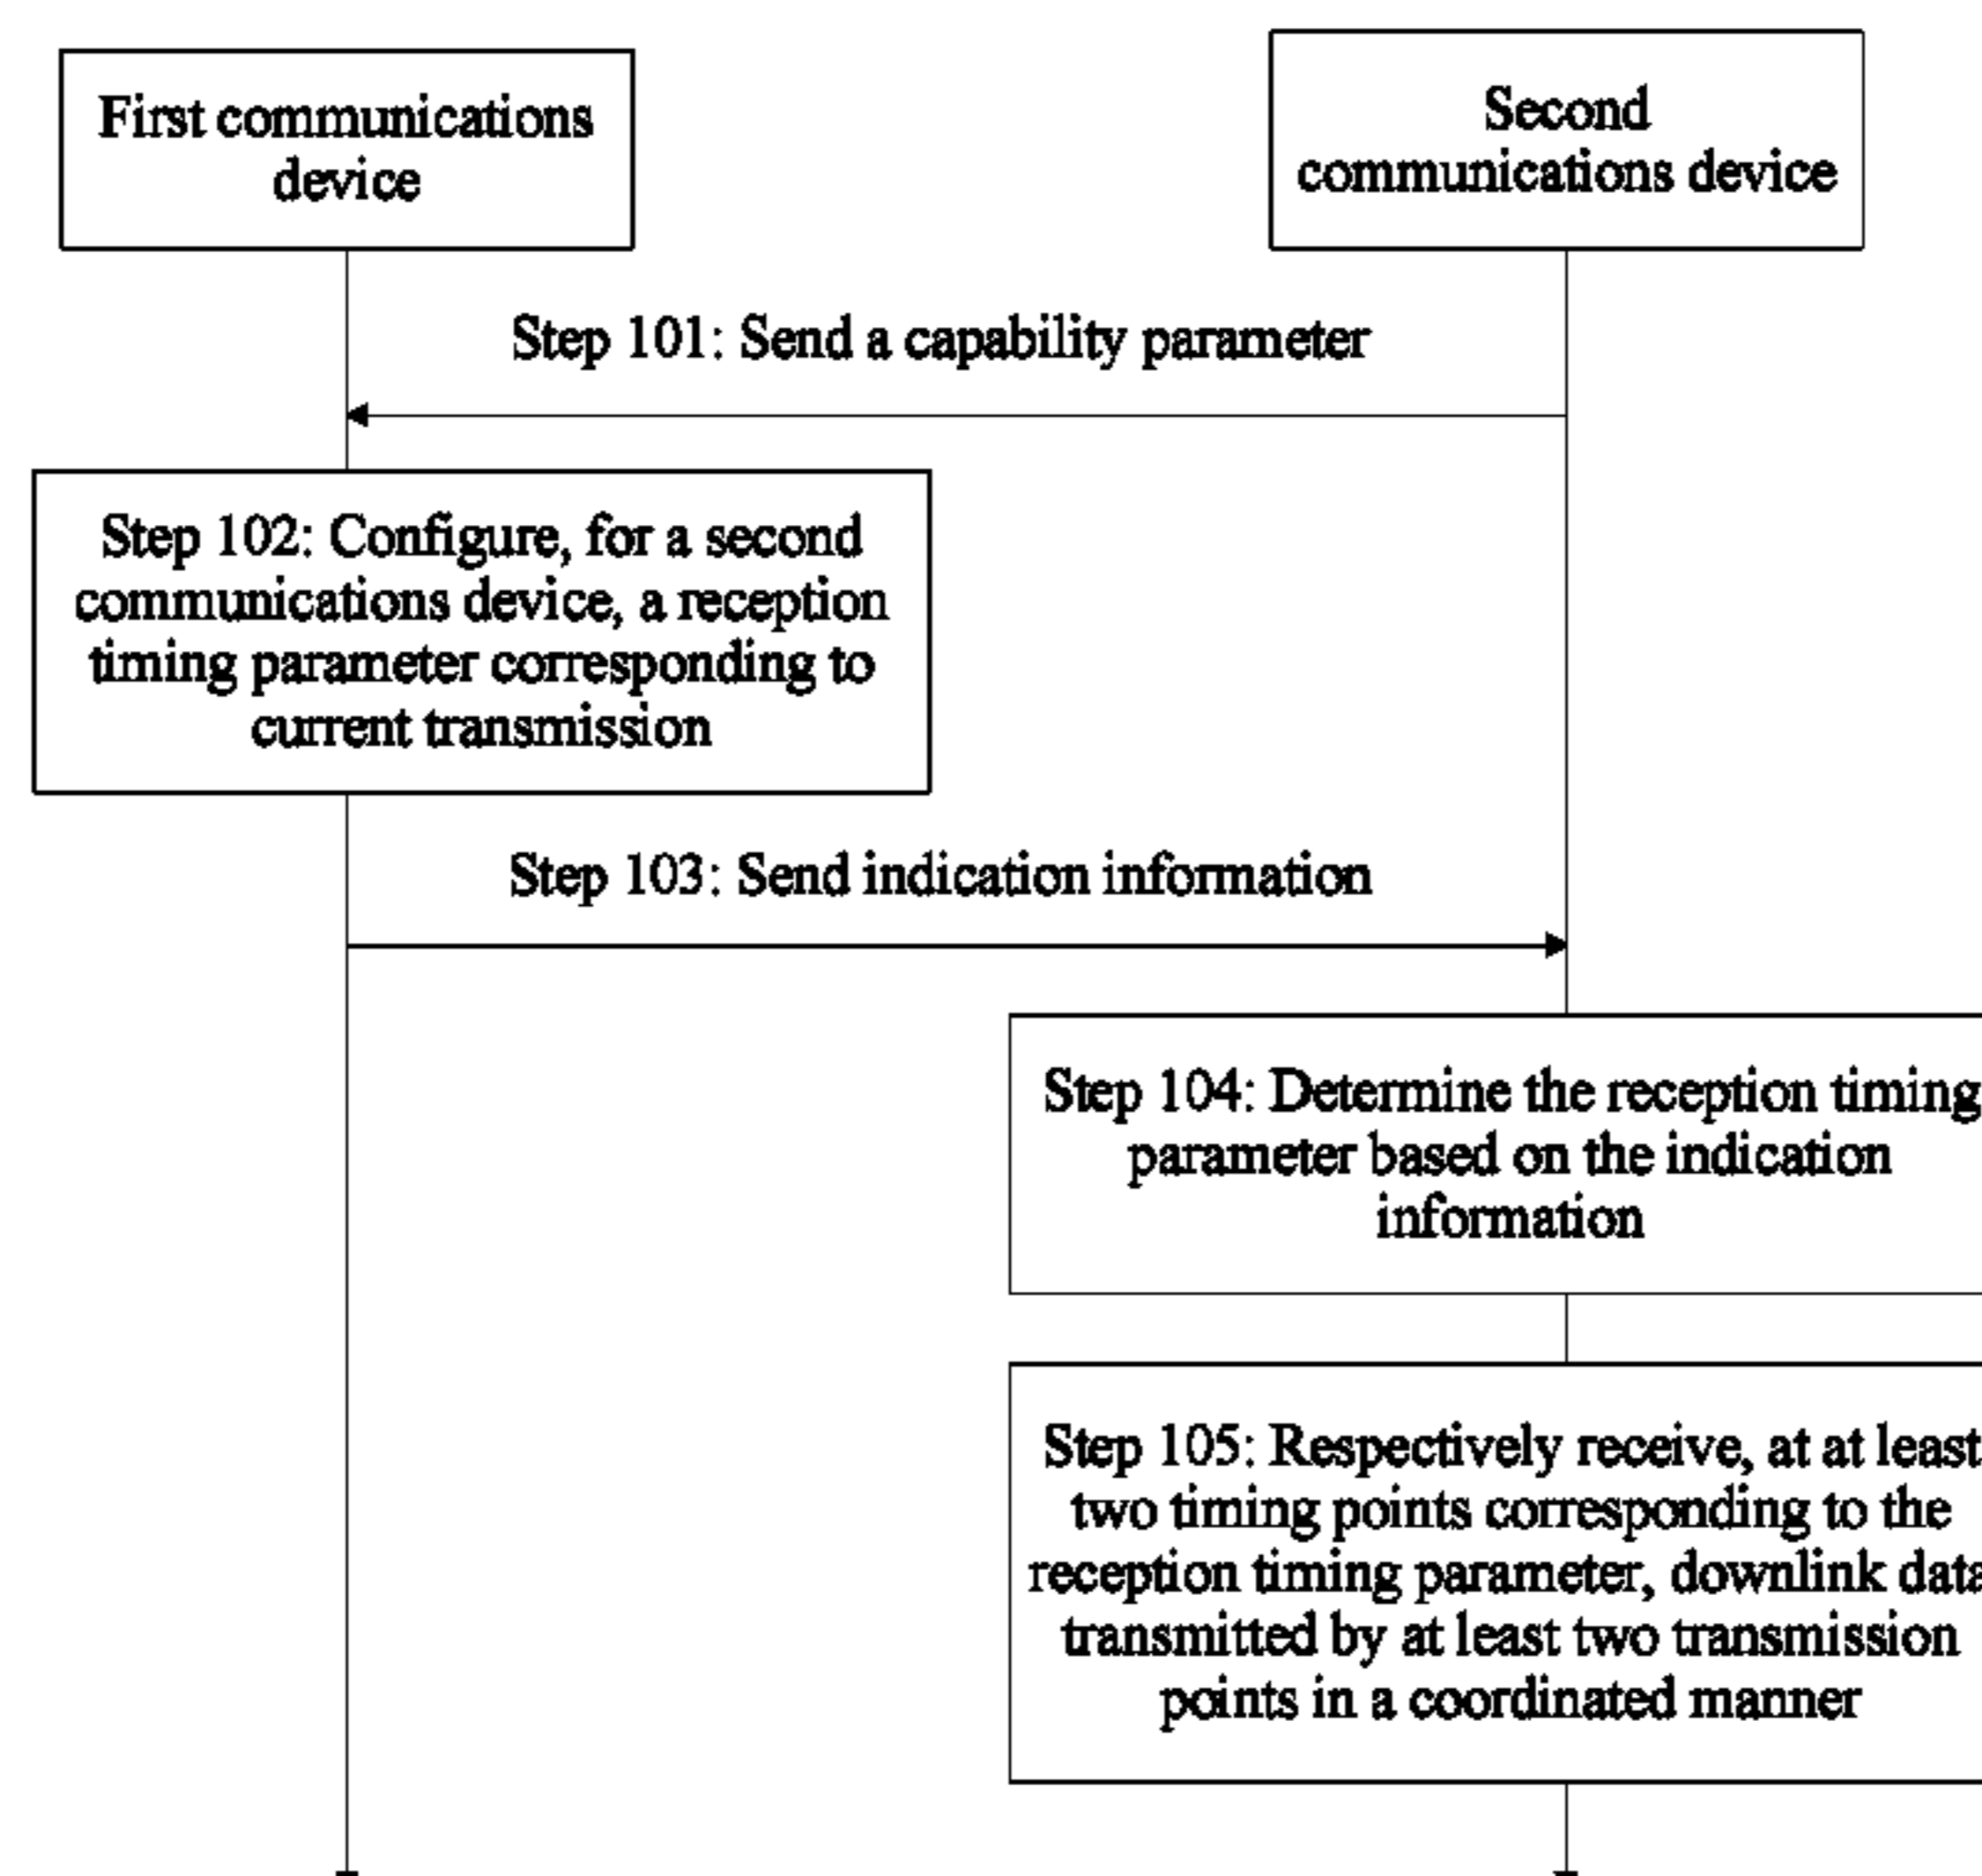 First communications
device
Second
communications device
Step 101: Send a capability parameter
Step 102: Configure, for a second
communications device, a reception
timing parameter corresponding to
current transmission
Step 103: Send indication information
Step 104: Determine the reception timing
parameter based on the indication
information
Step 105: Respectively receive, at at least
two timing points corresponding to the
reception timing parameter, downlink data
transmitted by at least two transmission
points in a coordinated manner